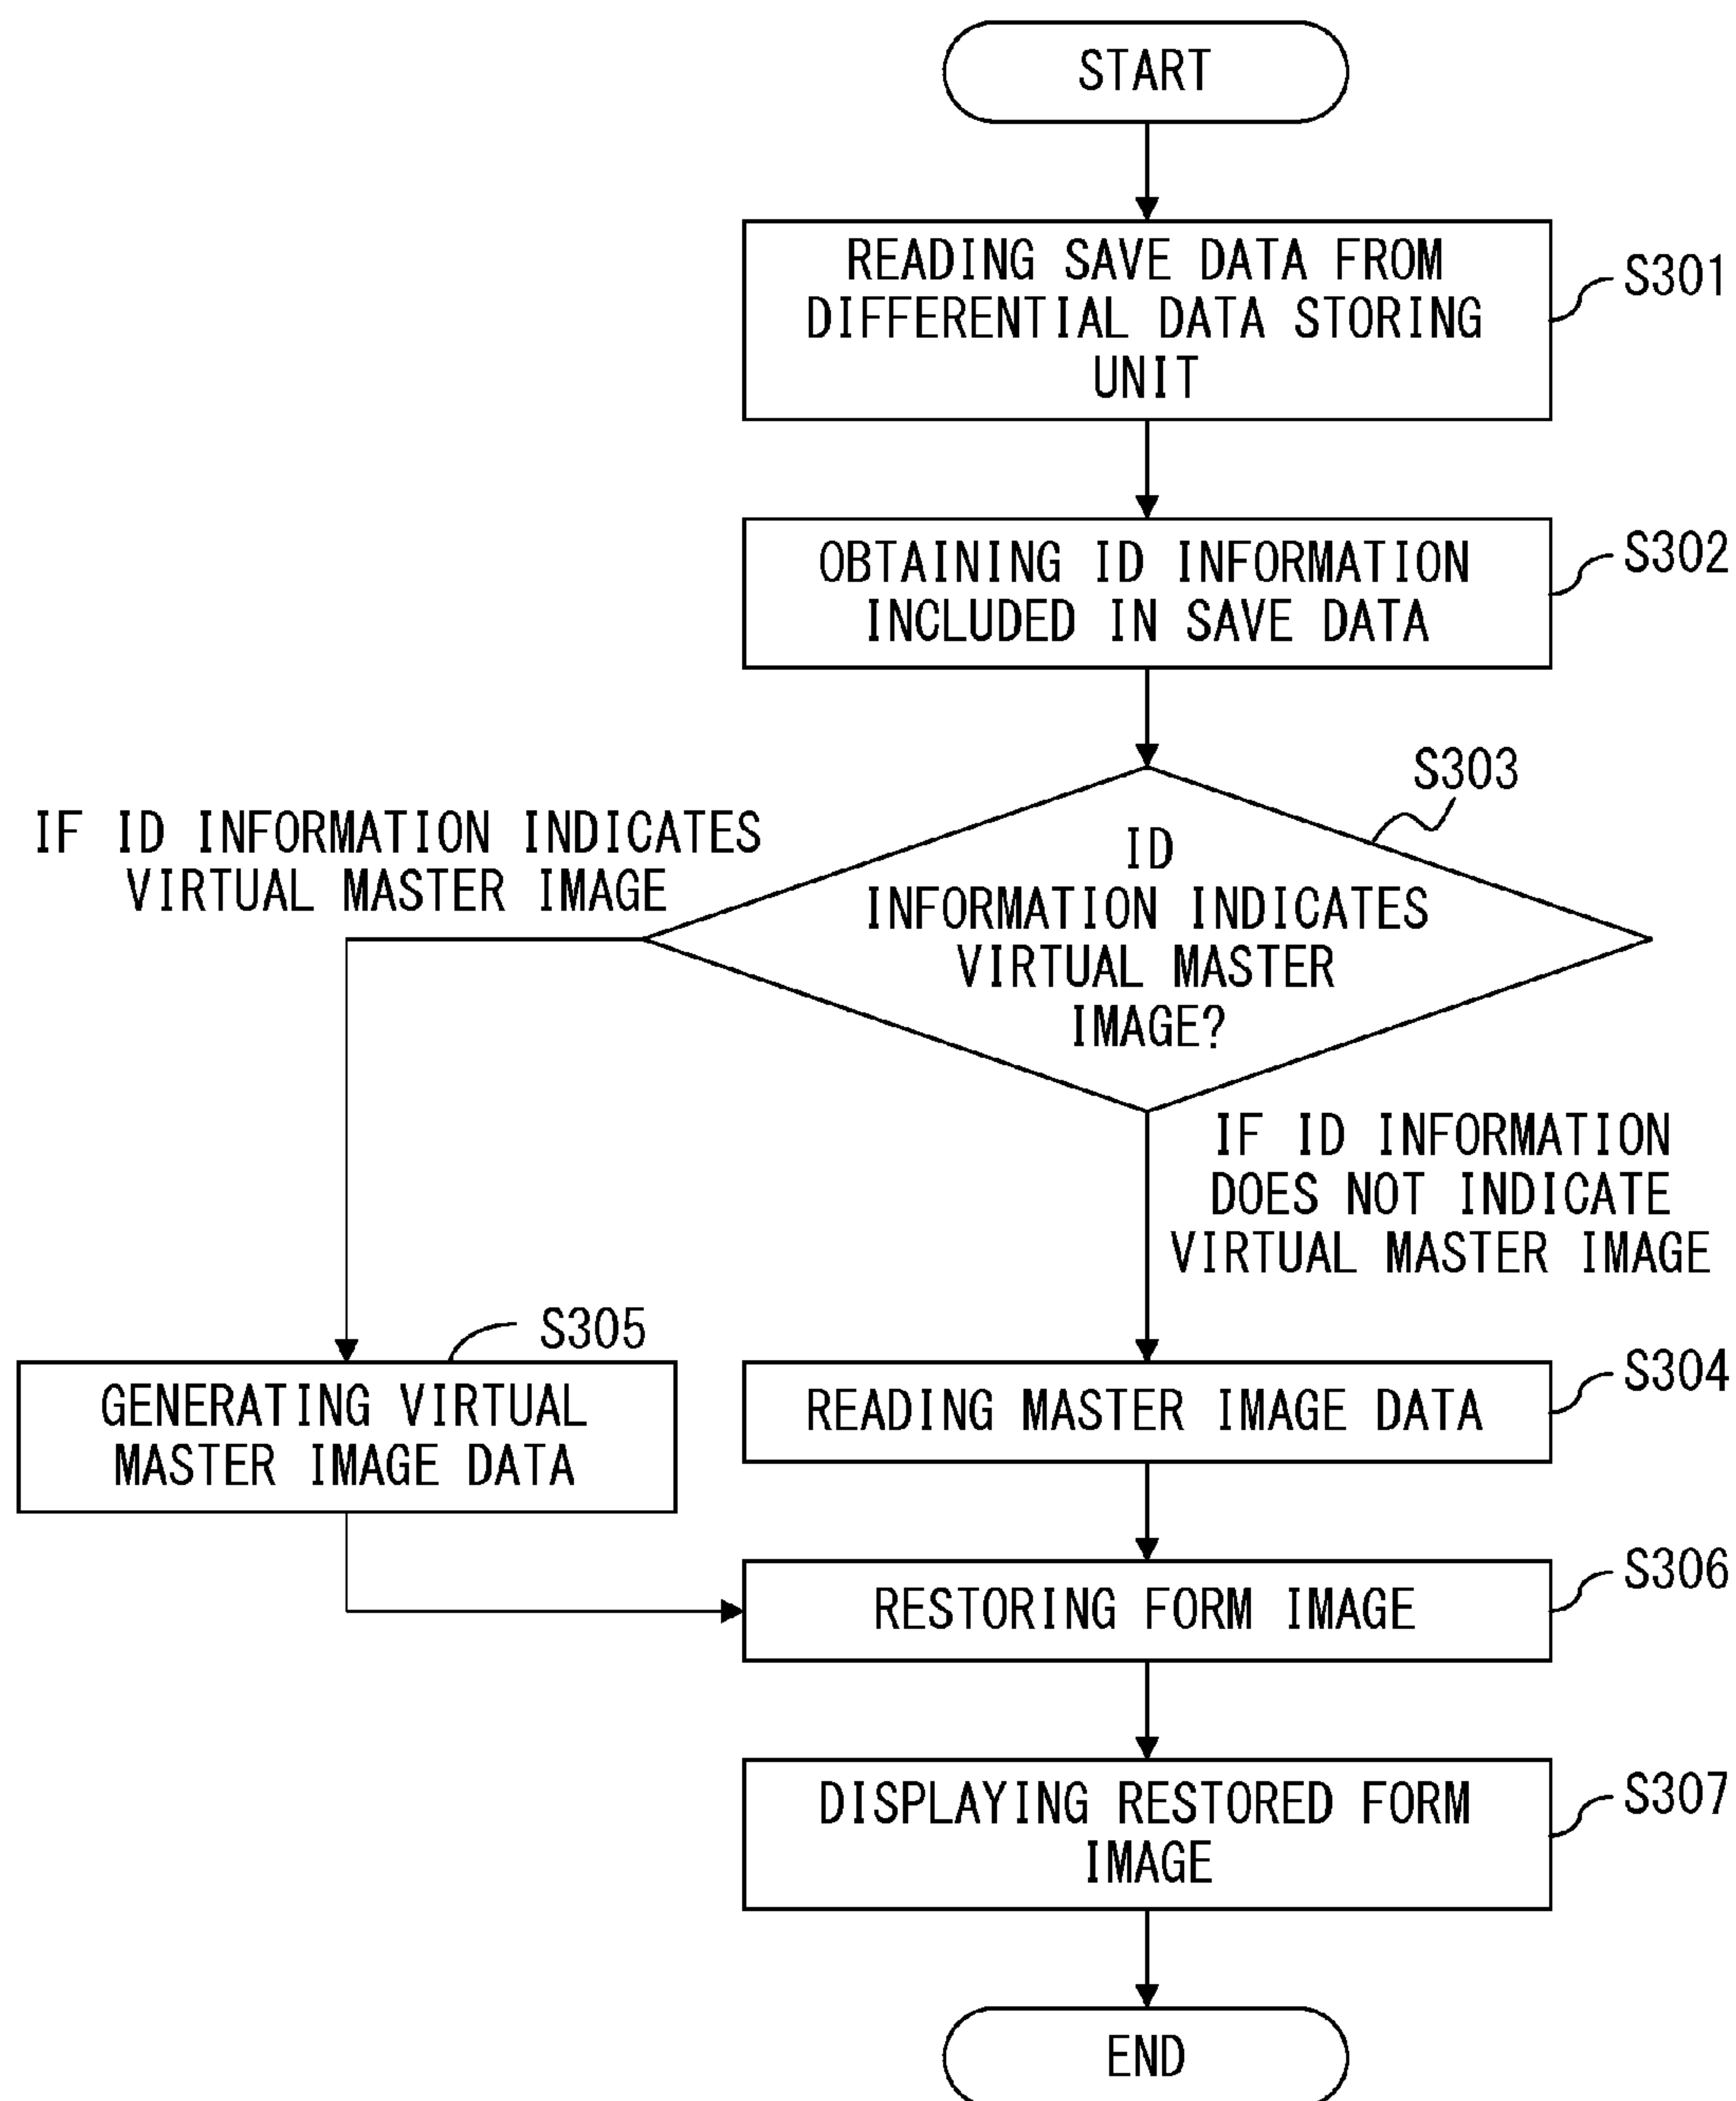 START
READING SAVE DATA FROM
DIFFERENTIAL DATA STORING
UNIT
S301
OBTAINING ID INFORMATION
INCLUDED IN SAVE DATA
S302
S303
ID
INFORMATION INDICATES
VIRTUAL MASTER
IMAGE?
IF ID INFORMATION INDICATES
VIRTUAL MASTER IMAGE
IF ID INFORMATION
DOES NOT INDICATE
VIRTUAL MASTER IMAGE
S305
GENERATING VIRTUAL
MASTER IMAGE DATA
READING MASTER IMAGE DATA
S304
RESTORING FORM IMAGE
S306
DISPLAYING RESTORED FORM
IMAGE
S307
END